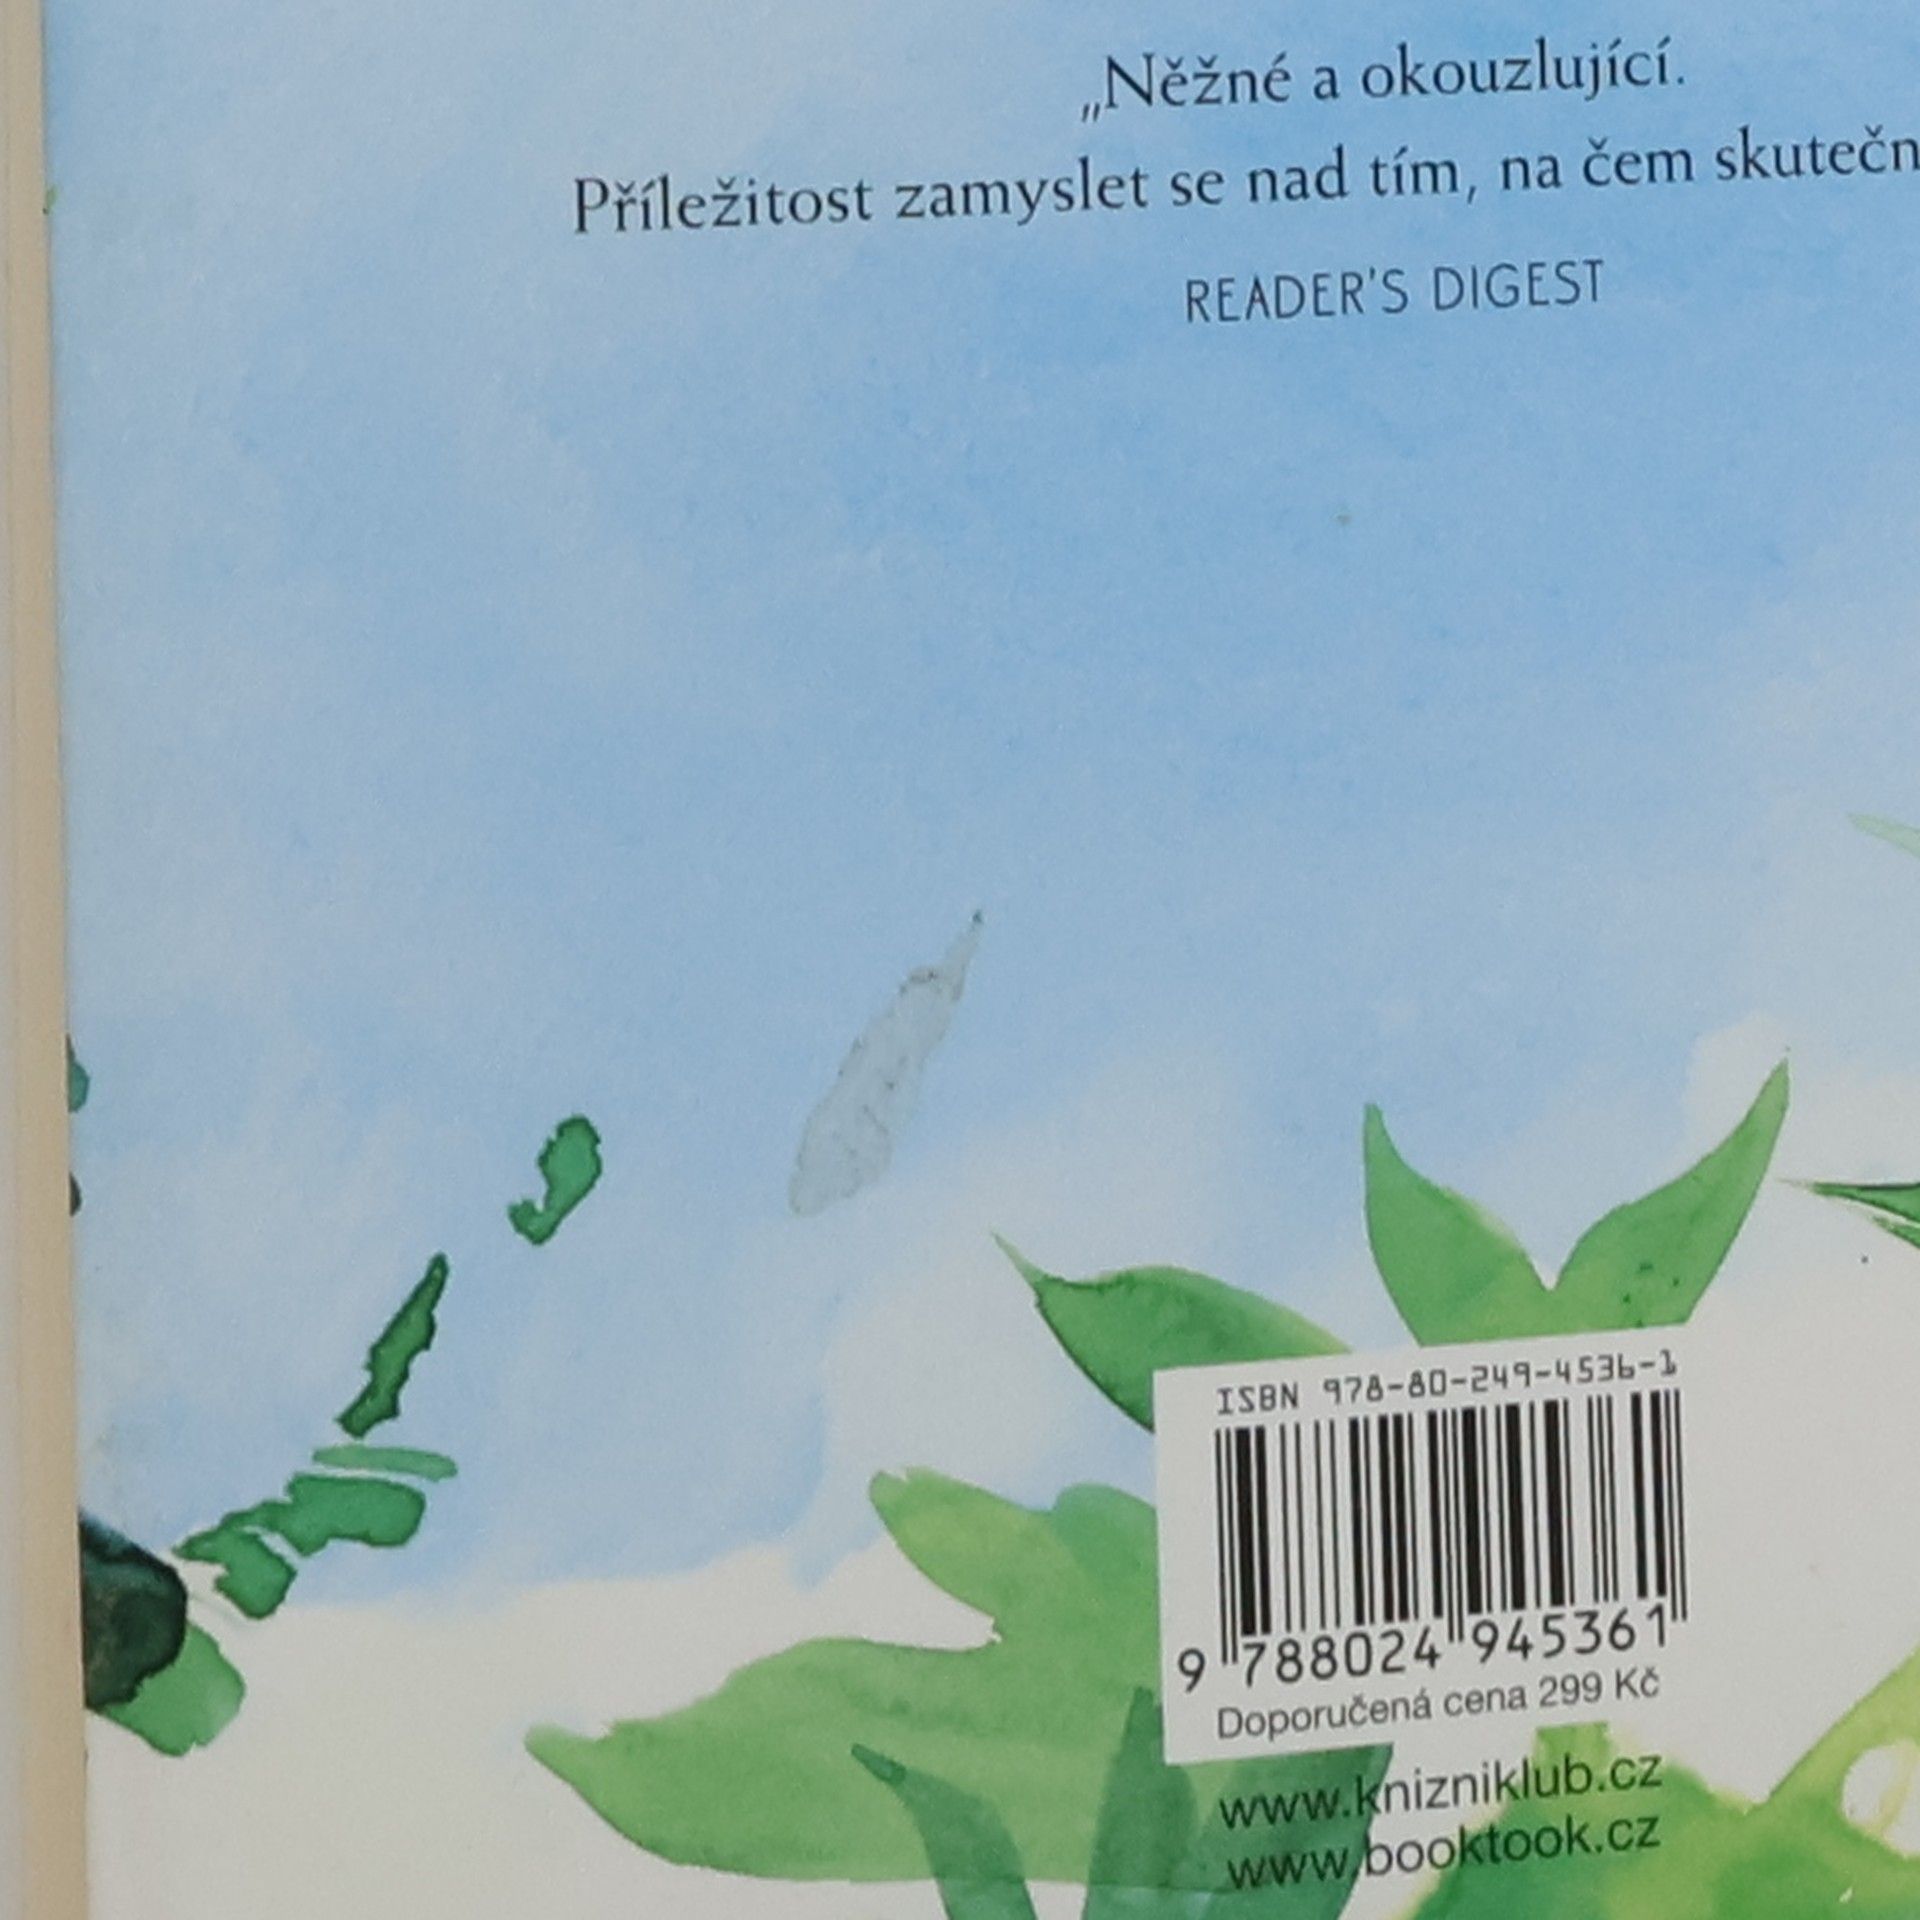 „Něžné a okouzlující.
Příležitost zamyslet se nad tím, na čem skutečn
READER'S DIGEST
ISBN 978-80-249-4536-1
9 788024 945361
Doporučená cena 299 Kč
www.knizniklub.cz
www.booktook.cz